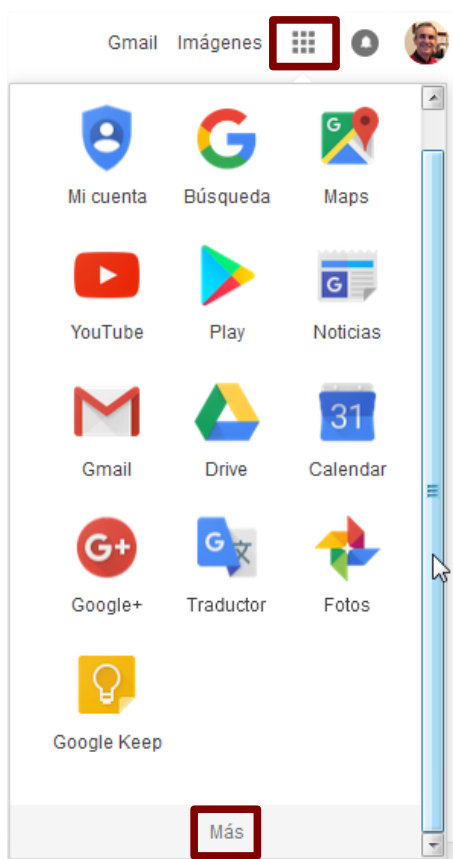 Gmail Imágenes
Mi cuenta Búsqueda Maps
YouTube Play Noticias
31
Gmail Drive Calendar
G+
Google+ Traductor Fotos
Google Keep
Más